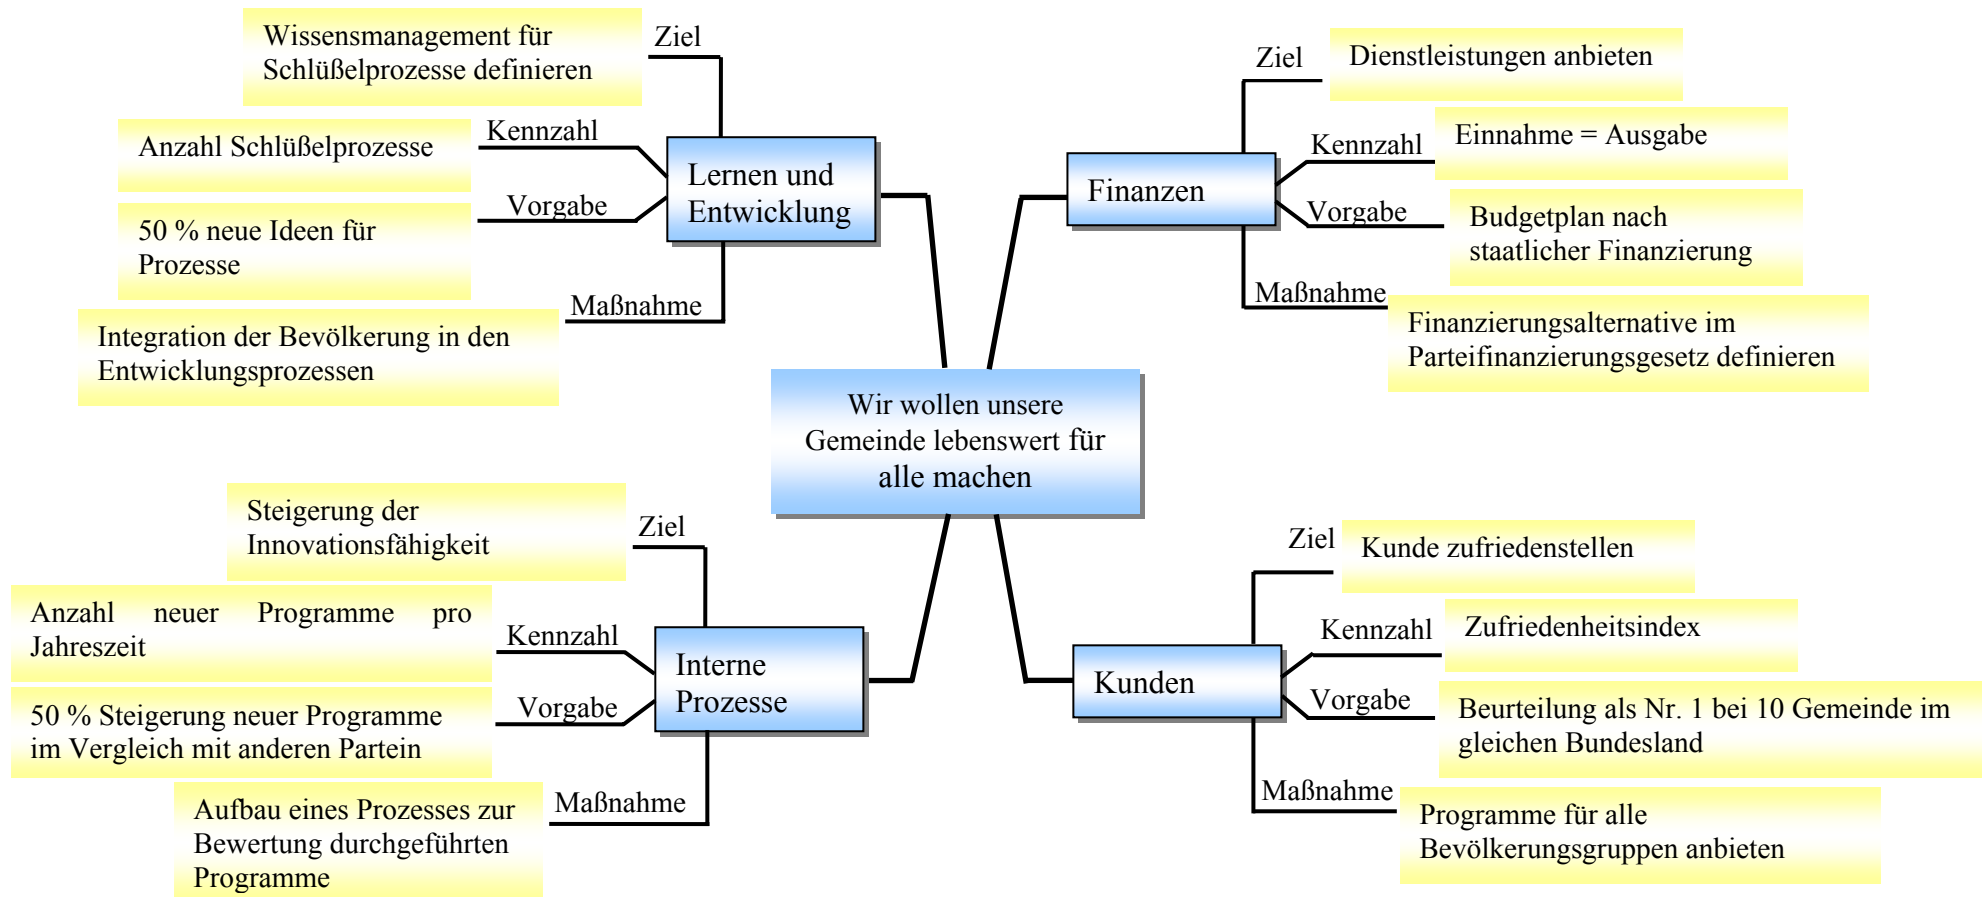 Wissensmanagement für
Schlüßelprozesse definieren
Ziel
Anzahl Schlüßelprozesse
Kennzahl
50 % neue Ideen für
Prozesse
Vorgabe
Integration der Bevölkerung in den
Entwicklungsprozessen
Maßnahme
Lernen und
Entwicklung
Ziel
Dienstleistungen anbieten
Kennzahl
Einnahme = Ausgabe
Vorgabe
Budgetplan nach
staatlicher Finanzierung
Maßnahme
Finanzierungsalternative im
Parteifinanzierungsgesetz definieren
Finanzen
Wir wollen unsere
Gemeinde lebenswert für
alle machen
Steigerung der
Innovationsfähigkeit
Ziel
Anzahl neuer Programme pro
Jahreszeit
Kennzahl
50 % Steigerung neuer Programme
im Vergleich mit anderen Partein
Vorgabe
Aufbau eines Prozesses zur
Bewertung durchgeführten
Programme
Maßnahme
Interne
Prozesse
Ziel
Kunde zufriedenstellen
Kennzahl
Zufriedenheitsindex
Vorgabe
Beurteilung als Nr. 1 bei 10 Gemeinde im
gleichen Bundesland
Maßnahme
Programme für alle
Bevölkerungsgruppen anbieten
Kunden